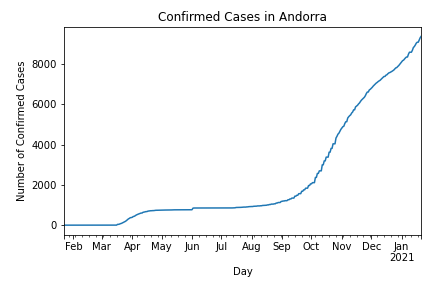 Confirmed Cases in Andorra
Number of Confirmed Cases
8000
6000
4000
2000
0
Feb Mar Apr May Jun Jul Aug Sep Oct Nov Dec Jan
2021
Day